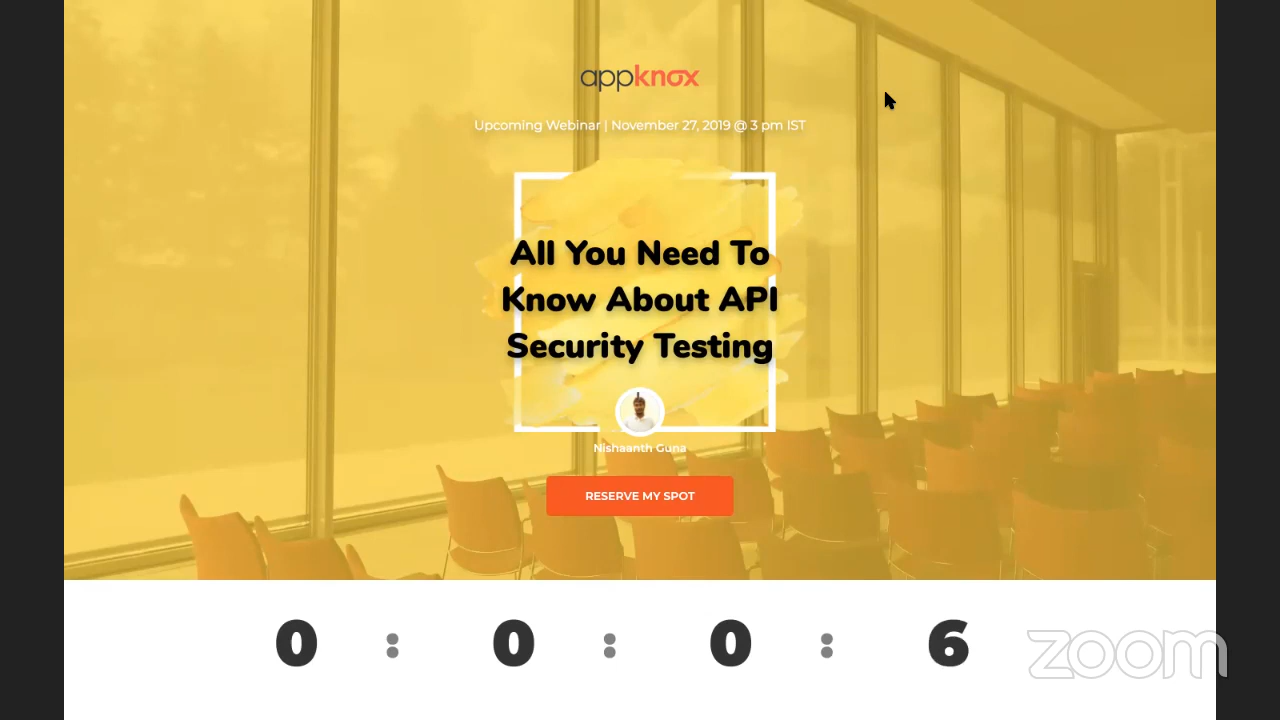 appknox
Upcoming Webinar | November 27, 2019 @ 3 pm IST
All You Need To
Know About API
Security Testing
Nishaanth Guna
RESERVE MY SPOT
0 : 0 : 0 : 6
zoom